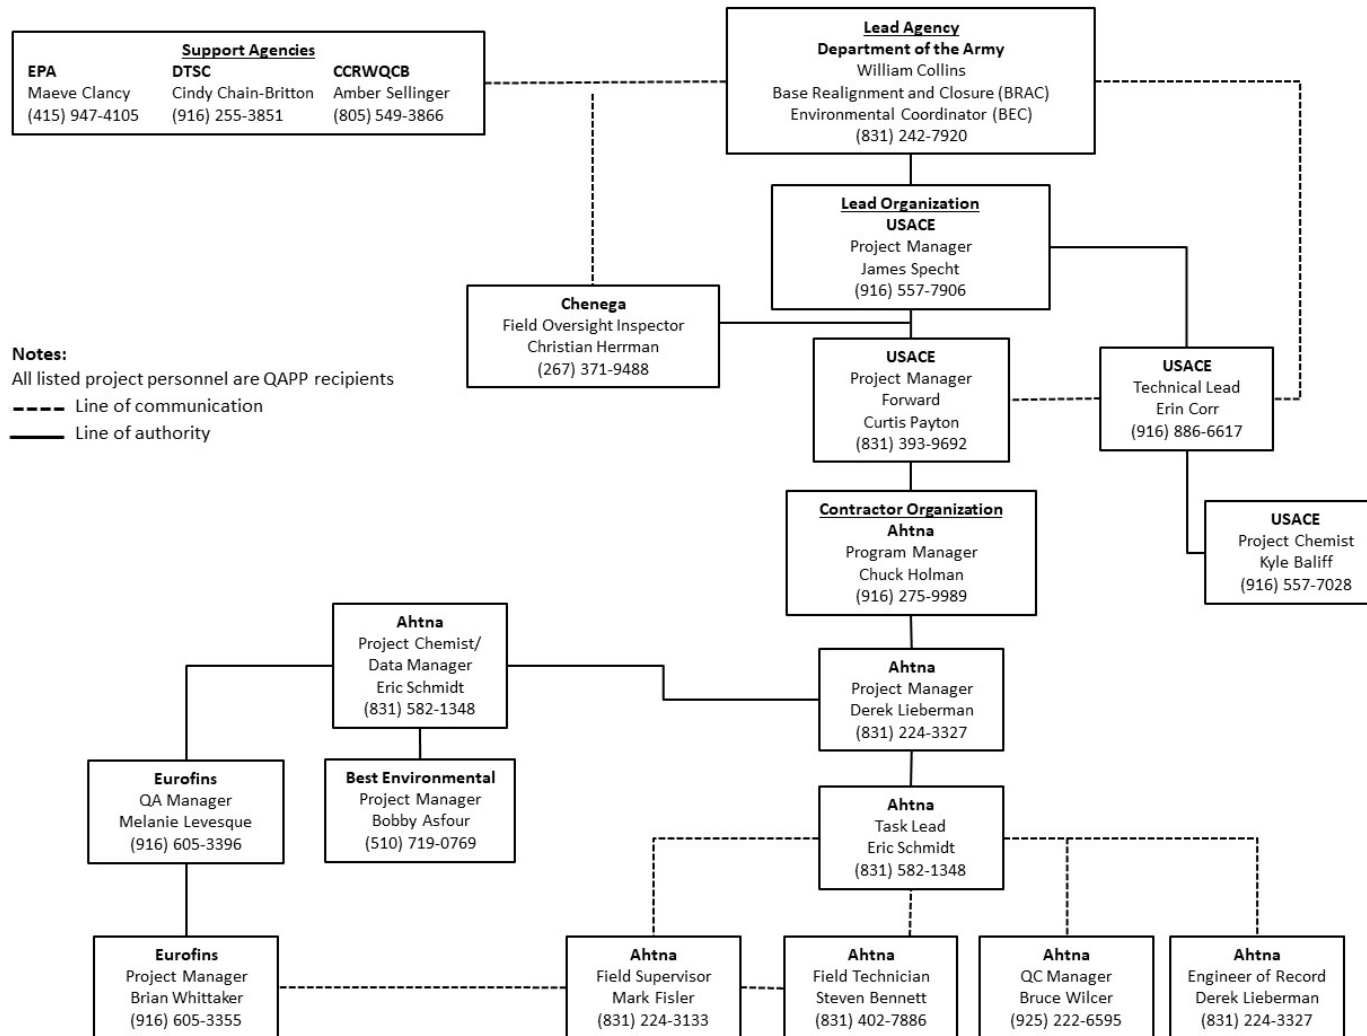 Support Agencies
EPA
Maeve Clancy
(415) 947-4105
DTSC
Cindy Chain-Britton
(916) 255-3851
CCRWQCB
Amber Sellinger
(805) 549-3866
Lead Agency
Department of the Army
William Collins
Base Realignment and Closure (BRAC)
Environmental Coordinator (BEC)
(831) 242-7920
Lead Organization
USACE
Project Manager
James Specht
(916) 557-7906
Chenega
Field Oversight Inspector
Christian Herrman
(267) 371-9488
Notes:
All listed project personnel are QAPP recipients
Line of communication
Line of authority
USACE
Project Manager
Forward
Curtis Payton
(831) 393-9692
USACE
Technical Lead
Erin Corr
(916) 886-6617
Contractor Organization
Ahtna
Program Manager
Chuck Holman
(916) 275-9989
USACE
Project Chemist
Kyle Baliff
(916) 557-7028
Ahtna
Project Chemist/
Data Manager
Eric Schmidt
(831) 582-1348
Ahtna
Project Manager
Derek Lieberman
(831) 224-3327
Eurofins
QA Manager
Melanie Levesque
(916) 605-3396
Best Environmental
Project Manager
Bobby Asfour
(510) 719-0769
Ahtna
Task Lead
Eric Schmidt
(831) 582-1348
Eurofins
Project Manager
Brian Whittaker
(916) 605-3355
Ahtna
Field Supervisor
Mark Fisler
(831) 224-3133
Ahtna
Field Technician
Steven Bennett
(831) 402-7886
Ahtna
QC Manager
Bruce Wilcer
(925) 222-6595
Ahtna
Engineer of Record
Derek Lieberman
(831) 224-3327